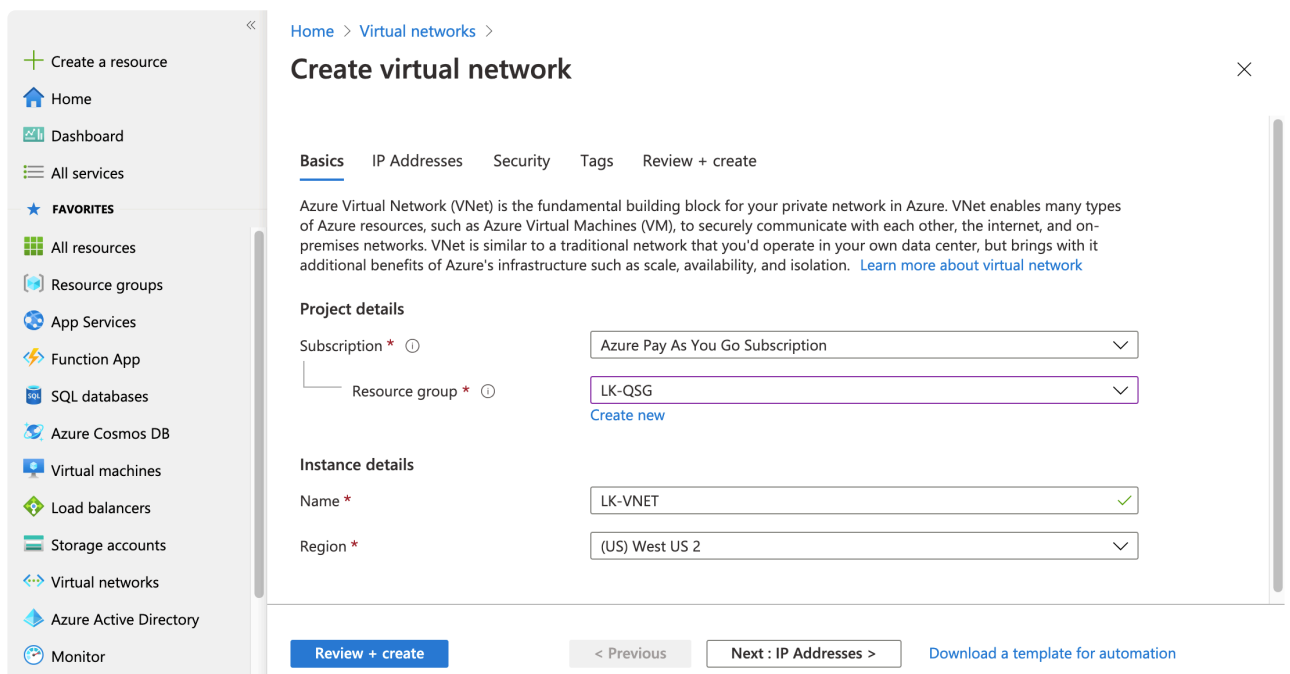 «
Create a resource
Home
Dashboard
All services
FAVORITES
All resources
Resource groups
App Services
Function App
SQL databases
Azure Cosmos DB
Virtual machines
Load balancers
Storage accounts
Virtual networks
Azure Active Directory
Monitor
Home > Virtual networks >
Create virtual network
Basics IP Addresses Security Tags Review + create
Azure Virtual Network (VNet) is the fundamental building block for your private network in Azure. VNet enables many types
of Azure resources, such as Azure Virtual Machines (VM), to securely communicate with each other, the internet, and on-
premises networks. VNet is similar to a traditional network that you'd operate in your own data center, but brings with it
additional benefits of Azure's infrastructure such as scale, availability, and isolation. Learn more about virtual network
Project details
Subscription * Azure Pay As You Go Subscription
Resource group * LK-QSG
Create new
Instance details
Name * LK-VNET
Region * (US) West US 2
Review + create < Previous Next : IP Addresses > Download a template for automation